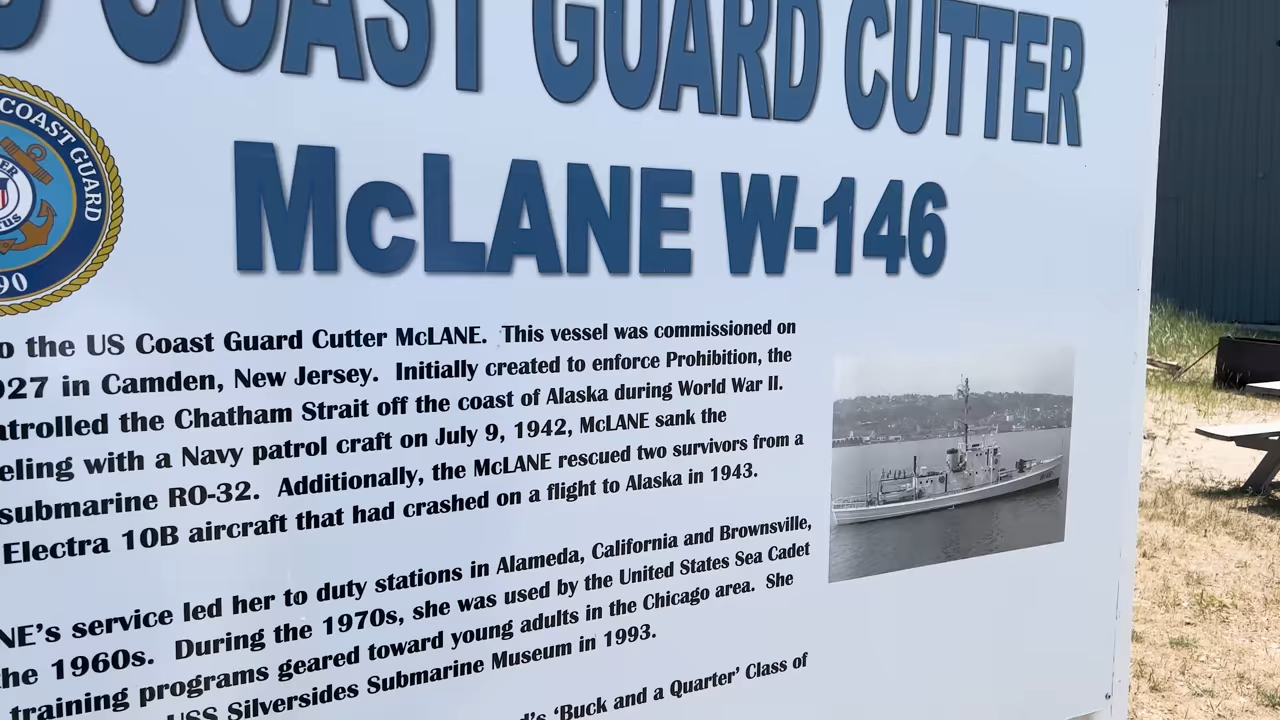 COAST GUARD CUTTER
McLANE W-146
COAST GUARD
90
to the US Coast Guard Cutter McLANE. This vessel was commissioned on
927 in Camden, New Jersey. Initially created to enforce Prohibition, the
atrolled the Chatham Strait off the coast of Alaska during World War II.
eling with a Navy patrol craft on July 9, 1942, McLANE sank the
submarine RO-32. Additionally, the McLANE rescued two survivors from a
Electra 10B aircraft that had crashed on a flight to Alaska in 1943.
NE's service led her to duty stations in Alameda, California and Brownsville,
the 1960s. During the 1970s, she was used by the United States Sea Cadet
training programs geared toward young adults in the Chicago area. She
USS Silversides Submarine Museum in 1993.
d's 'Buck and a Quarter' Class of